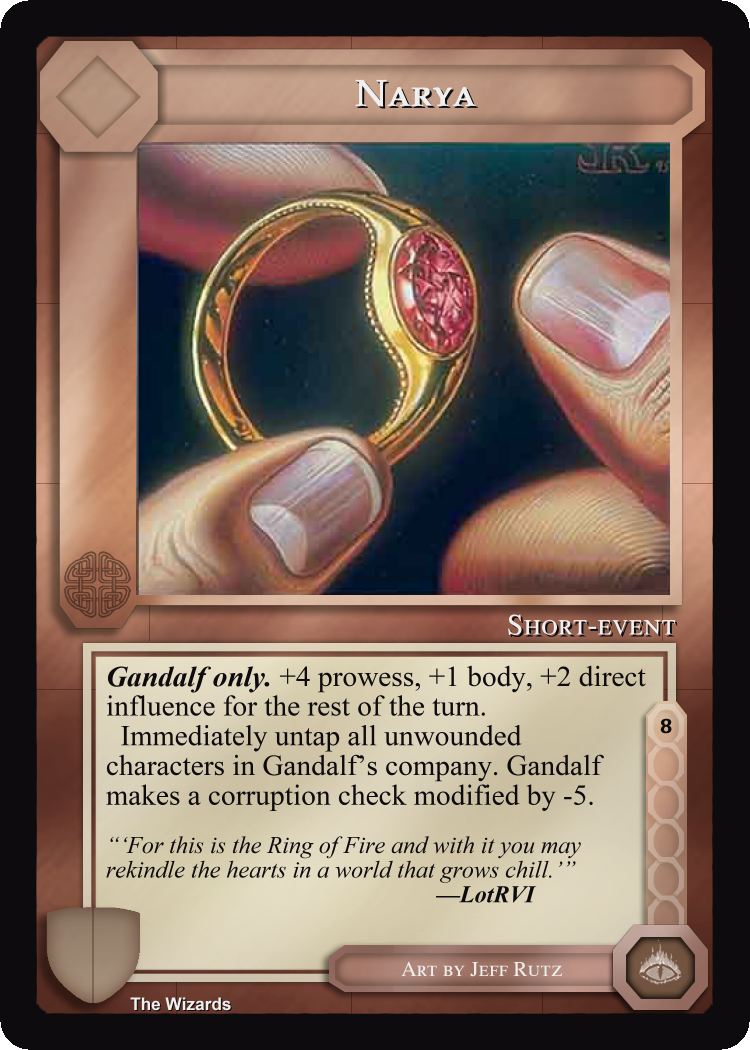 Narya
JR 95
Short-event
Gandalf only. +4 prowess, +1 body, +2 direct
influence for the rest of the turn.
Immediately untap all unwounded
characters in Gandalf's company. Gandalf
makes a corruption check modified by -5.
8
“‘For this is the Ring of Fire and with it you may
rekindle the hearts in a world that grows chill.’”
—LotRVI
Art by Jeff Rutz
The Wizards